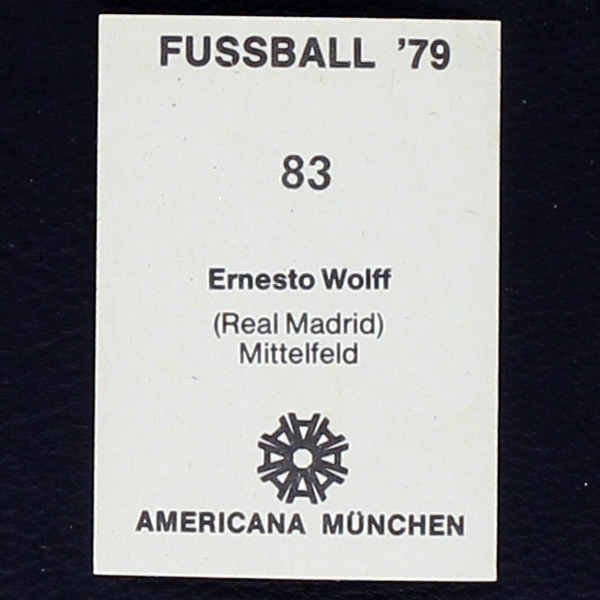 FUSSBALL '79
83
Ernesto Wolff
(Real Madrid)
Mittelfeld
AMERICANA MÜNCHEN